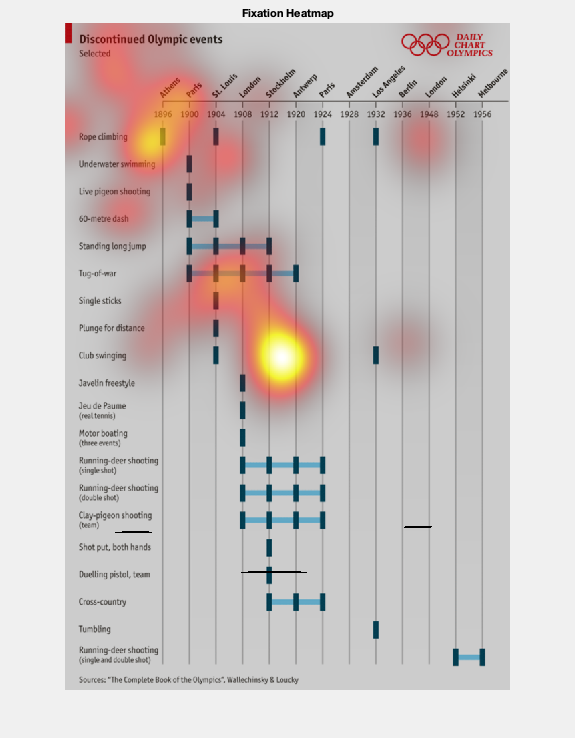 Fixation Heatmap
Discontinued Olympic events
Selected
DAILY
CHART
OLYMPICS
Athens Paris St. Louis London Stockholm Antwerp Paris Amsterdam Los Angeles Berlin London Helsinki Melbourne
1896 1900 1904 1908 1912 1920 1924 1928 1932 1936 1948 1952 1956
Rope climbing
Underwater swimming
Live pigeon shooting
60-metre dash
Standing long jump
Tug-of-war
Single sticks
Plunge for distance
Club swinging
Javelin freestyle
Jeu de Paume
(real tennis)
Motor boating
(three events)
Running-deer shooting
(single shot)
Running-deer shooting
(double shot)
Clay-pigeon shooting
(team)
Shot put, both hands
Duelling pistol, team
Cross-country
Tumbling
Running-deer shooting
(single and double shot)
Sources: "The Complete Book of the Olympics", Wallechinsky & Loucky